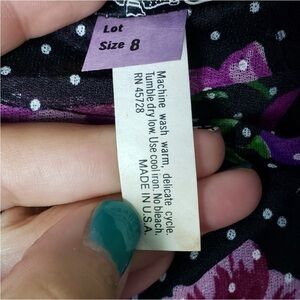 Lot
Size 8
Machine wash warm, delicate cycle.
Tumble dry low. Use cool iron. No bleach.
RN 45728
MADE IN U.S.A.